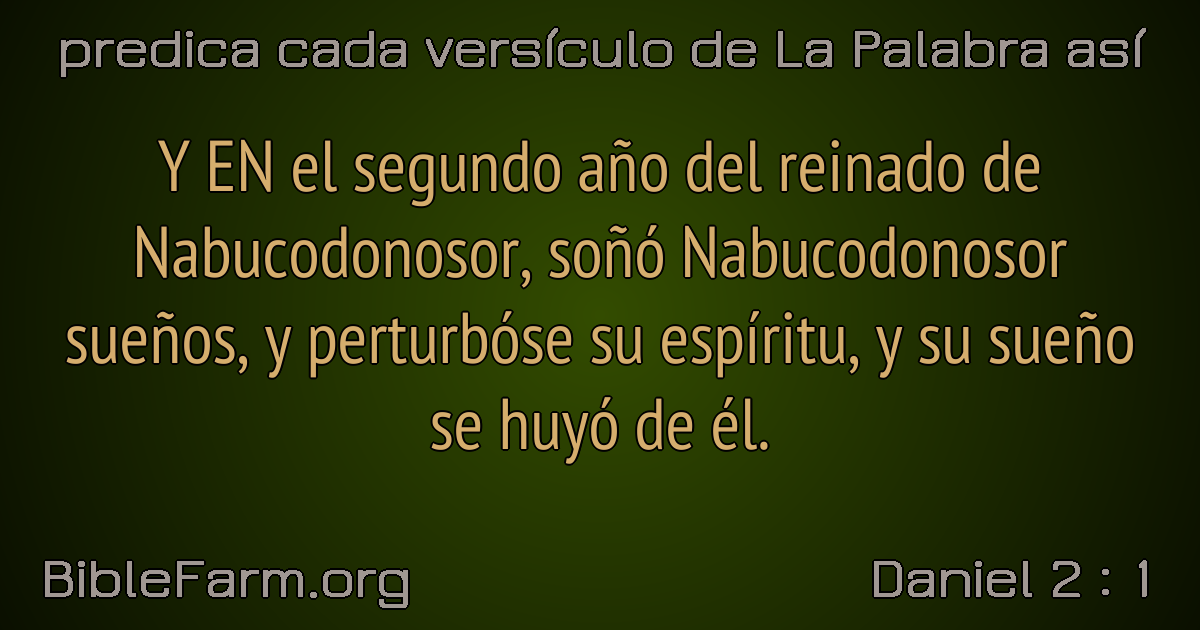 predica cada versículo de La Palabra así
Y EN el segundo año del reinado de
Nabucodonosor, soñó Nabucodonosor
sueños, y perturbóse su espíritu, y su sueño
se huyó de él.
BibleFarm.org
Daniel 2 : 1